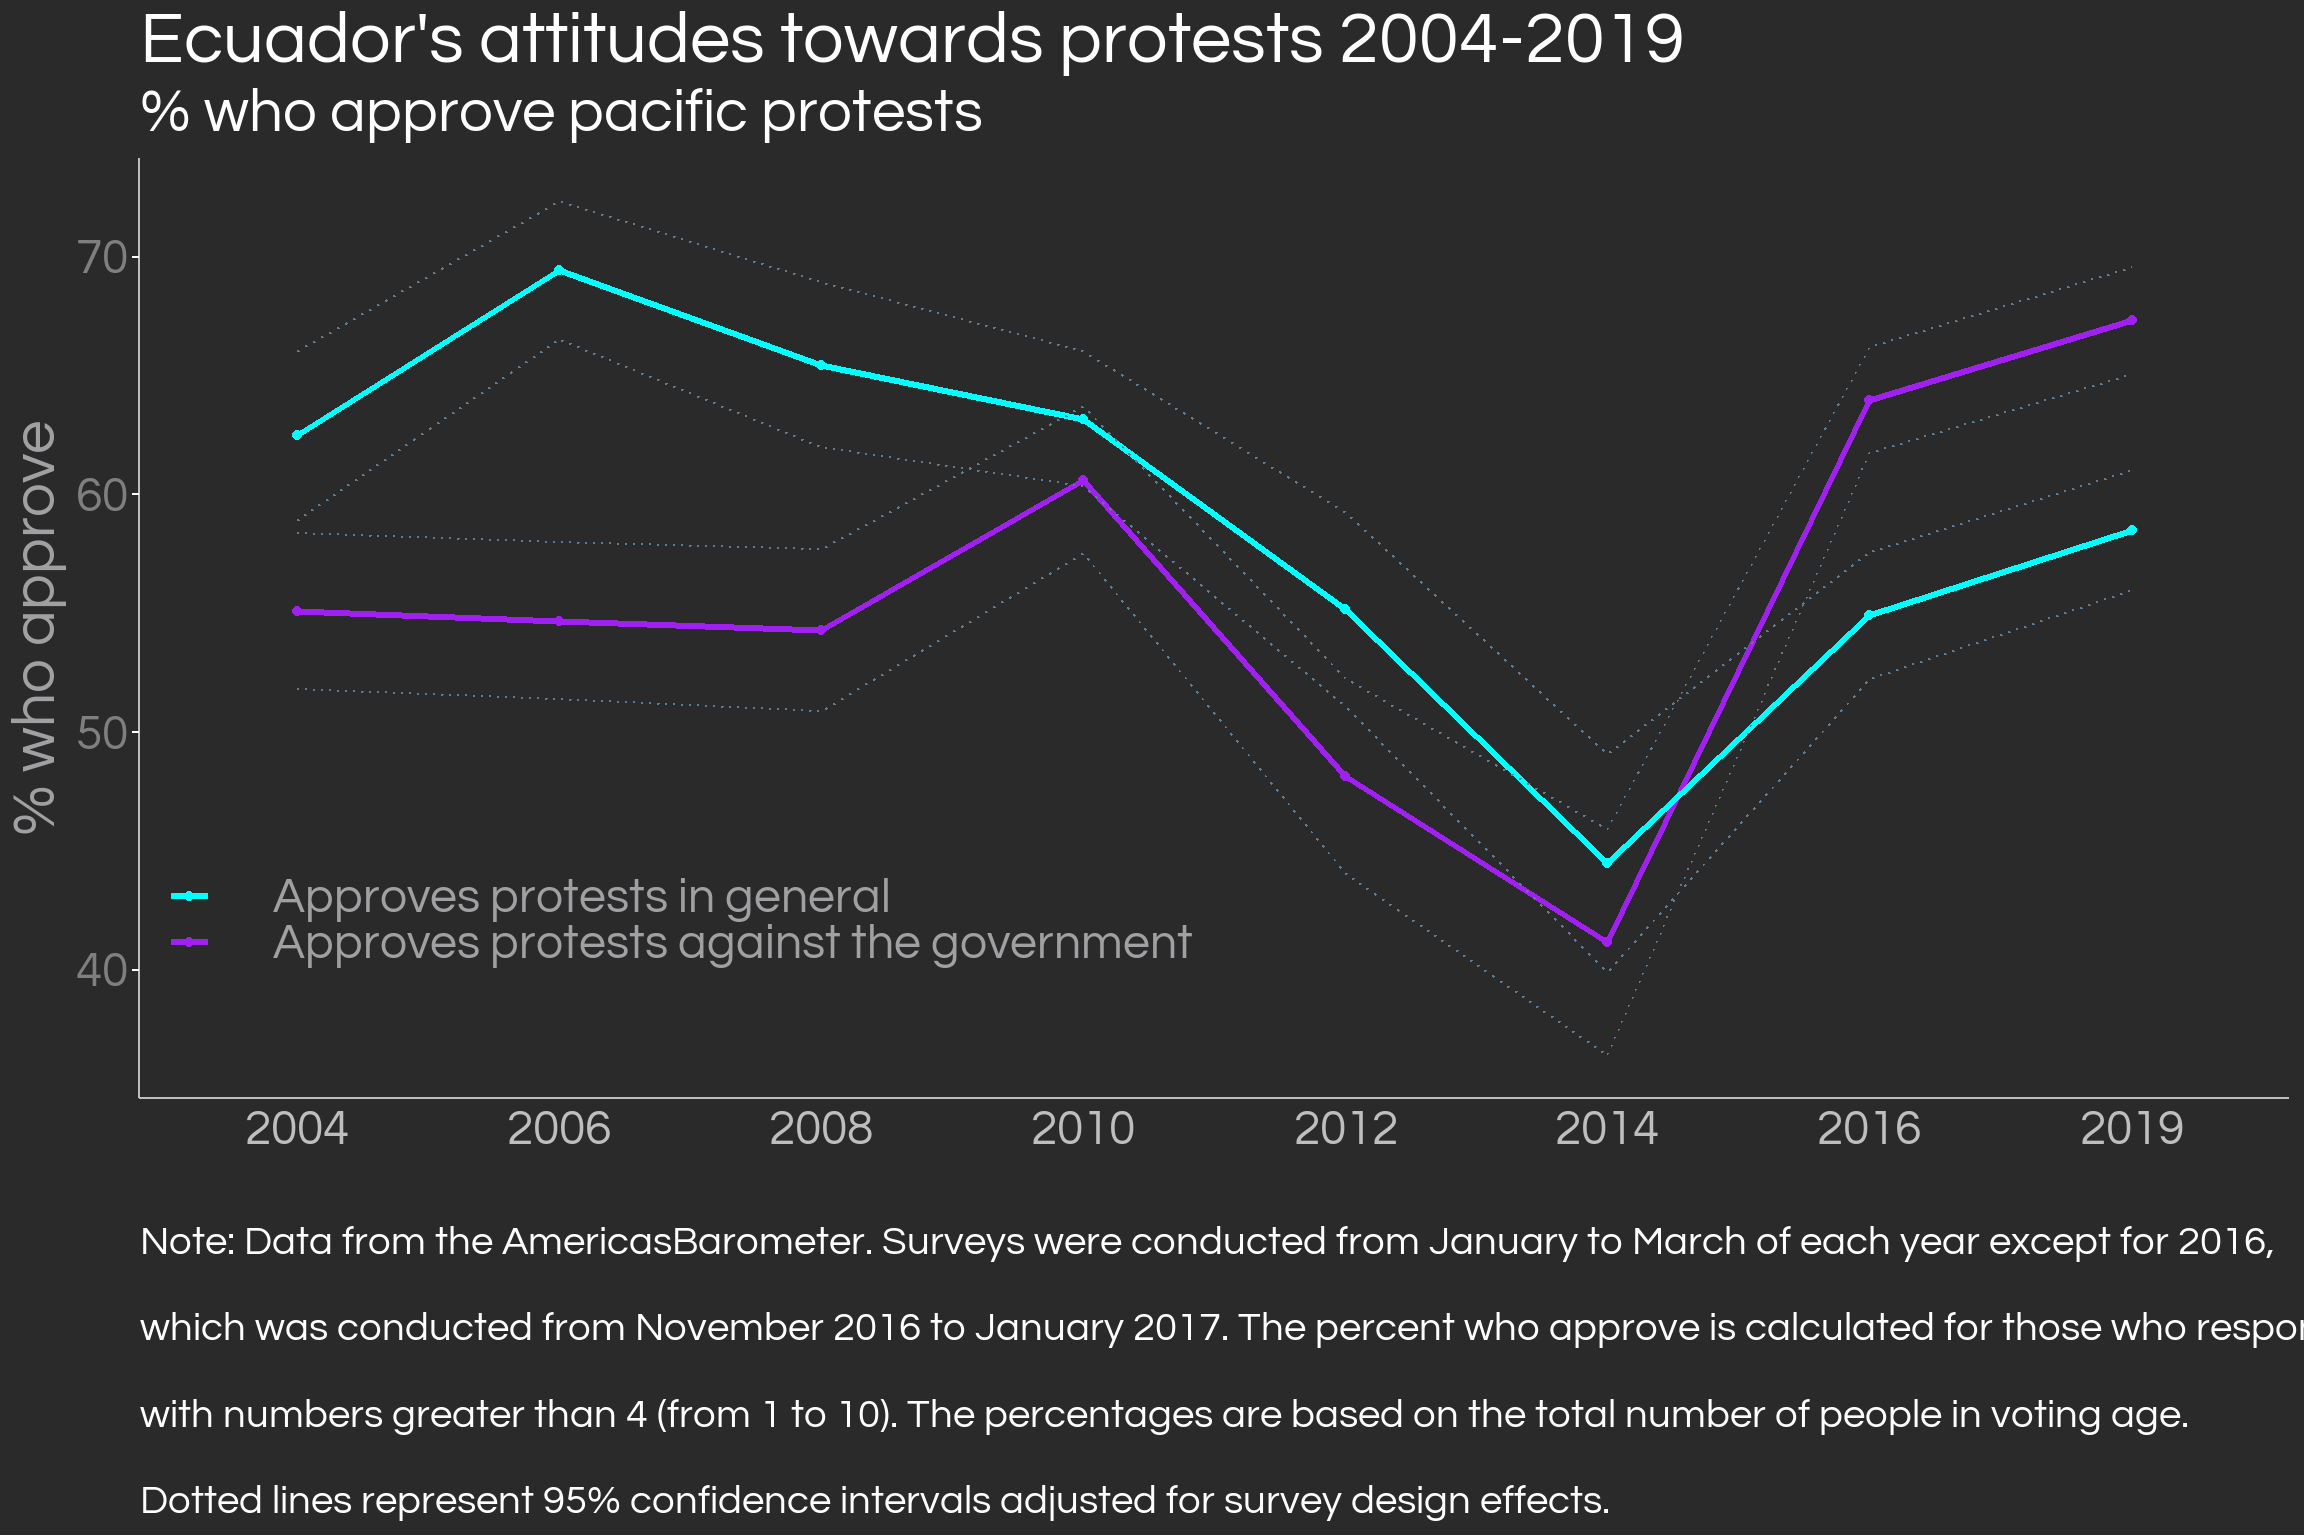 Ecuador's attitudes towards protests 2004-2019
% who approve pacific protests
% who approve
70
60
50
40
Approves protests in general
Approves protests against the government
2004 2006 2008 2010 2012 2014 2016 2019
Note: Data from the AmericasBarometer. Surveys were conducted from January to March of each year except for 2016,
which was conducted from November 2016 to January 2017. The percent who approve is calculated for those who
with numbers greater than 4 (from 1 to 10). The percentages are based on the total number of people in voting age.
Dotted lines represent 95% confidence intervals adjusted for survey design effects.